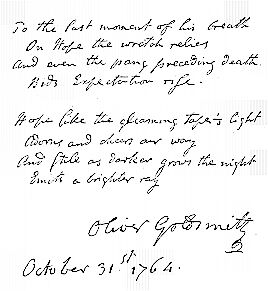 To the last moment of his breath
On Hope the wretch relies
And even the pang preceding death
Bids Expectation rise.
Hope like the gleaming taper's light
Adorns and chears our way
And still as darker grows the night
Emits a brighter ray
Oliver Goldsmith
October 31st. 1764.